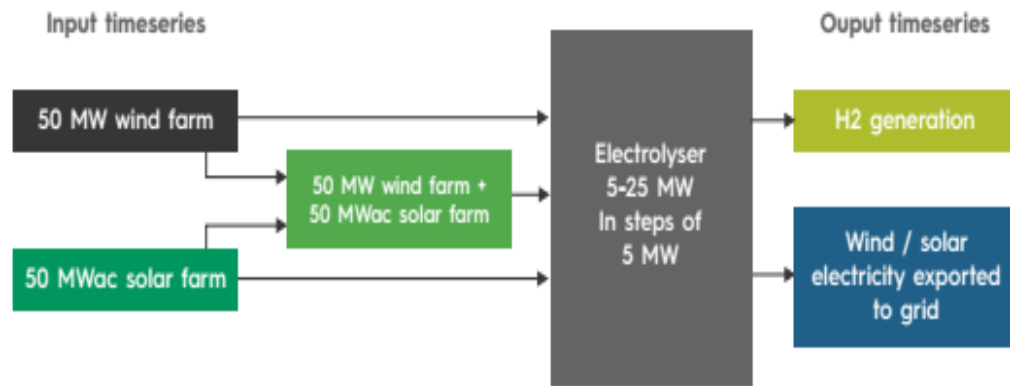 Input timeseries
Ouput timeseries
50 MW wind farm
50 MW wind farm +
50 MWac solar farm
50 MWac solar farm
Electrolyser
5-25 MW
In steps of
5 MW
H2 generation
Wind / solar
electricity exported
to grid